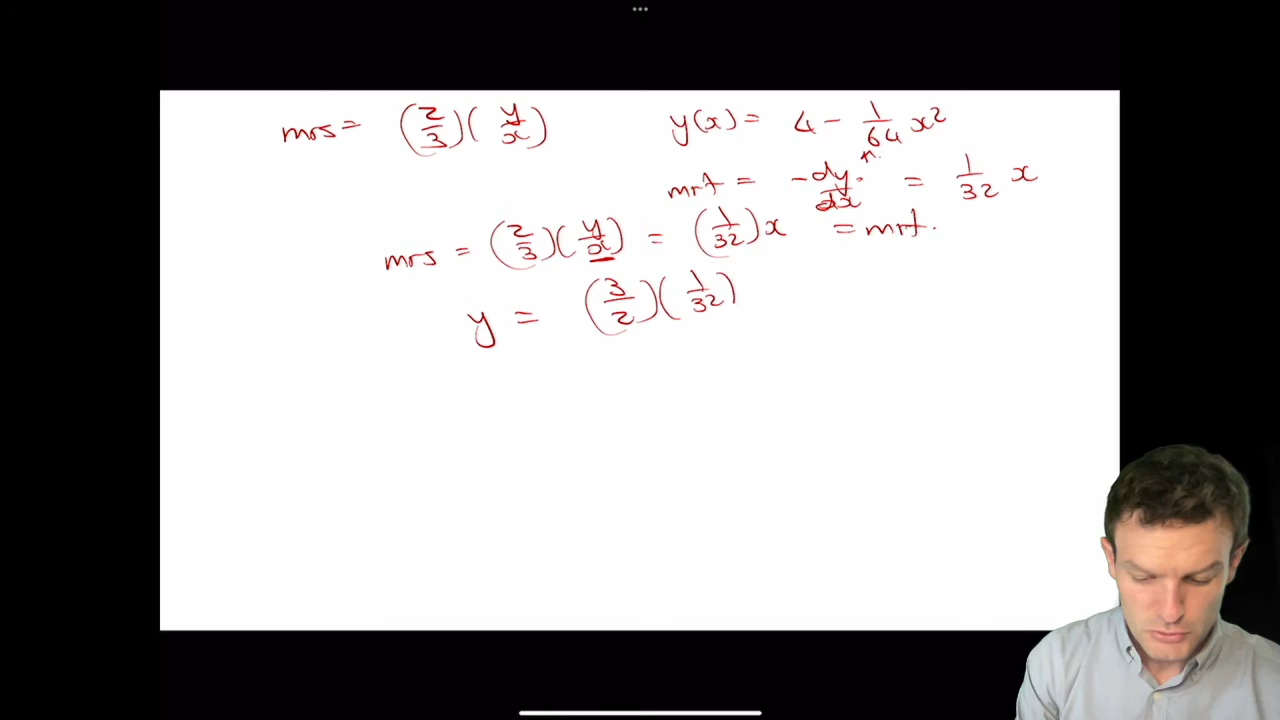 mrs = (2/3)(y/x)
y(x) = 4 - 1/64 x²
mrt = -dy/dx = 1/32 x
mrs = (2/3)(y/x) = (1/32)x = mrt.
y = (3/2)(1/32)